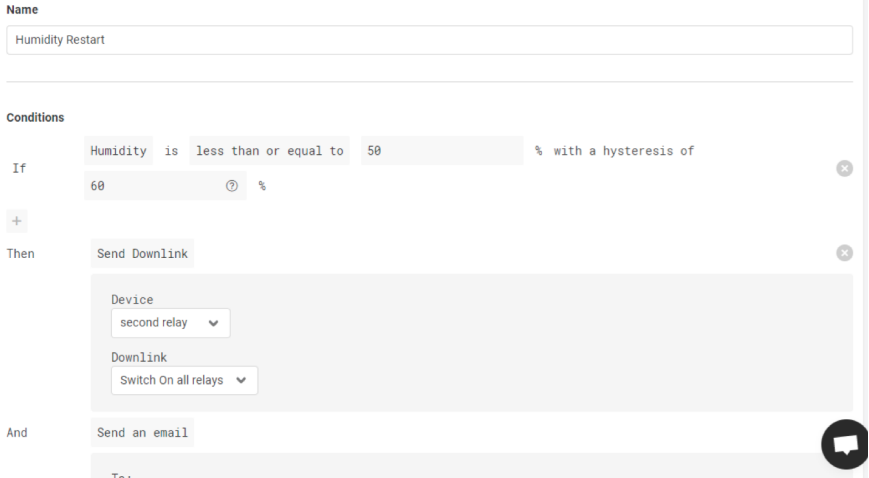 Name
Humidity Restart
Conditions
If
Humidity is less than or equal to 50 % with a hysteresis of
60 ? %
+
Then Send Downlink
Device
second relay
Downlink
Switch On all relays
And Send an email